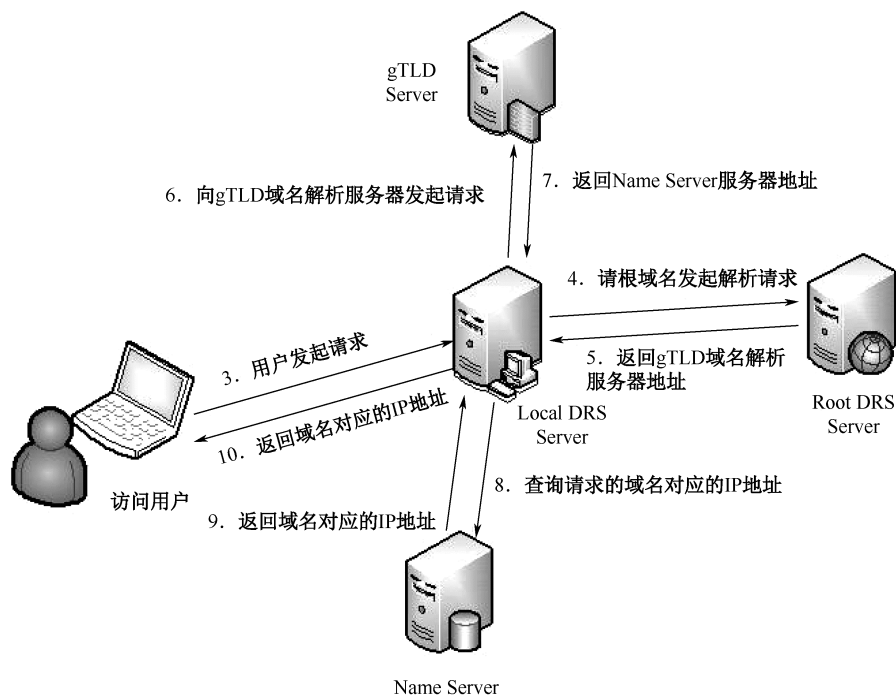 gTLD
Server
6．向gTLD域名解析服务器发起请求
7．返回Name Server服务器地址
4．请根域名发起解析请求
3．用户发起请求
5．返回gTLD域名解析
服务器地址
Root DRS
Server
Local DRS
Server
10．返回域名对应的IP地址
访问用户
8．查询请求的域名对应的IP地址
9．返回域名对应的IP地址
Name Server